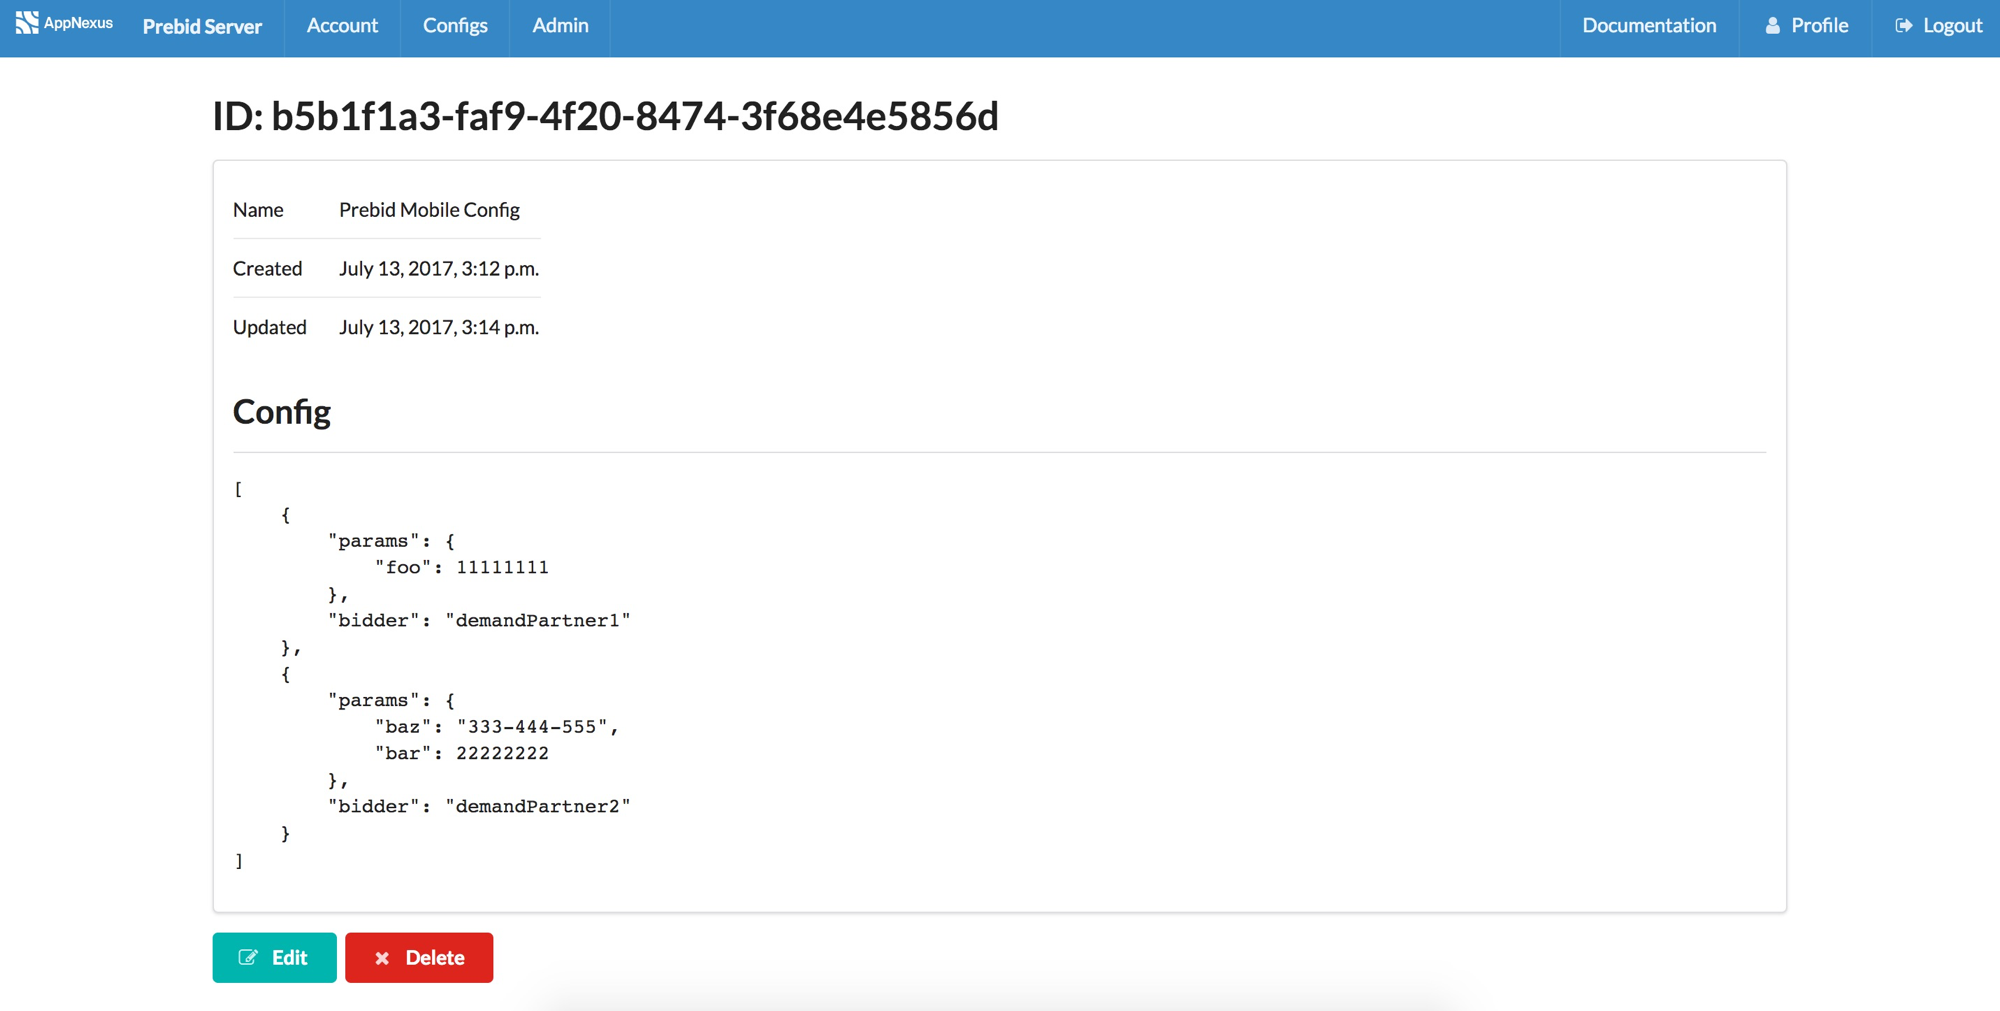 AppNexus Prebid Server Account Configs Admin Documentation Profile Logout
ID: b5b1f1a3-faf9-4f20-8474-3f68e4e5856d
Name Prebid Mobile Config
Created July 13, 2017, 3:12 p.m.
Updated July 13, 2017, 3:14 p.m.
Config
[
    {
        "params": {
            "foo": 11111111
        },
        "bidder": "demandPartner1"
    },
    {
        "params": {
            "baz": "333-444-555",
            "bar": 22222222
        },
        "bidder": "demandPartner2"
    }
]
Edit Delete